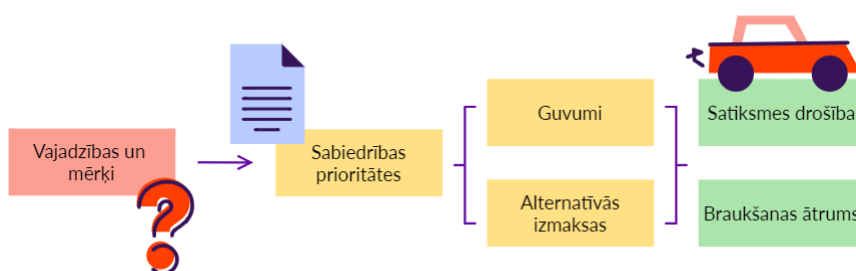 Vajadzības un
mērķi
Sabiedrības
prioritātes
Guvumi
Alternatīvās
izmaksas
Satiksmes drošība
Braukšanas ātrums